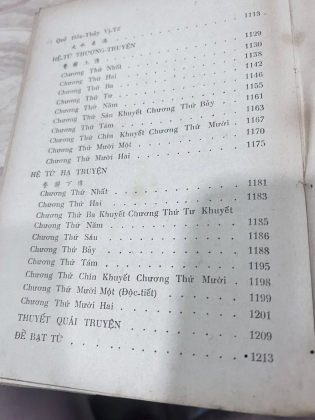 Quẻ Hỏa-Thủy Vị-Tế . . . . . 1113
HỆ-TỪ THƯỢNG-TRUYỆN . . . . . 1129
1130
Chương Thứ Nhất . . . . . 1138
Chương Thứ Hai . . . . . 1142
Chương Thứ Ba . . . . . 1146
Chương Thứ Tư . . . . . 1155
Chương Thứ Năm . . . . . 1161
Chương Thứ Sáu Khuyết Chương Thứ Bảy . 1163
Chương Thứ Tám . . . . . 1167
Chương Thứ Chín Khuyết Chương Thứ Mười . 1170
Chương Thứ Mười Một . . . . . 1175
Chương Thứ Mười Hai . . . . .
HỆ TỪ HẠ TRUYỆN
Chương Thứ Nhất . . . . . 1181
Chương Thứ Hai . . . . . 1183
Chương Thứ Ba Khuyết Chương Thứ Tư Khuyết
Chương Thứ Năm . . . . . 1185
Chương Thứ Sáu . . . . . 1186
Chương Thứ Bảy . . . . . 1188
Chương Thứ Tám . . . . . 1195
Chương Thứ Chín Khuyết Chương Thứ Mười . 1198
Chương Thứ Mười Một (Độc-tiết) . . . . . 1199
Chương Thứ Mười Hai . . . . . 1201
THUYẾT QUÁI TRUYỆN . . . . . 1209
ĐỀ BẠT TỪ . . . . . 1213